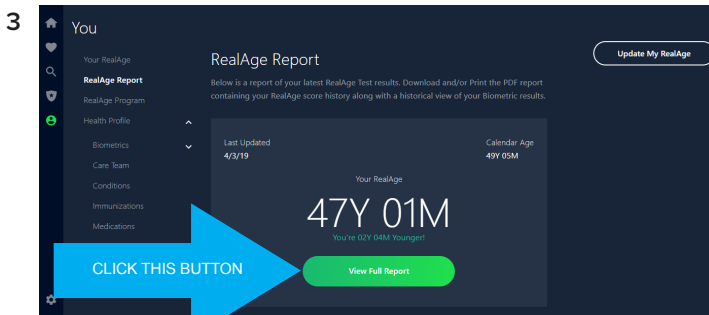 3
You
Your RealAge
RealAge Report
RealAge Program
Health Profile
Biometrics
Care Team
Conditions
Immunizations
Medications
RealAge Report
Update My RealAge
Below is a report of your latest RealAge Test results. Download and/or Print the PDF report
containing your RealAge score history along with a historical view of your Biometric results.
Last Updated
4/3/19
Calendar Age
49Y 05M
Your RealAge
47Y 01M
You're 02Y 04M Younger!
CLICK THIS BUTTON
View Full Report